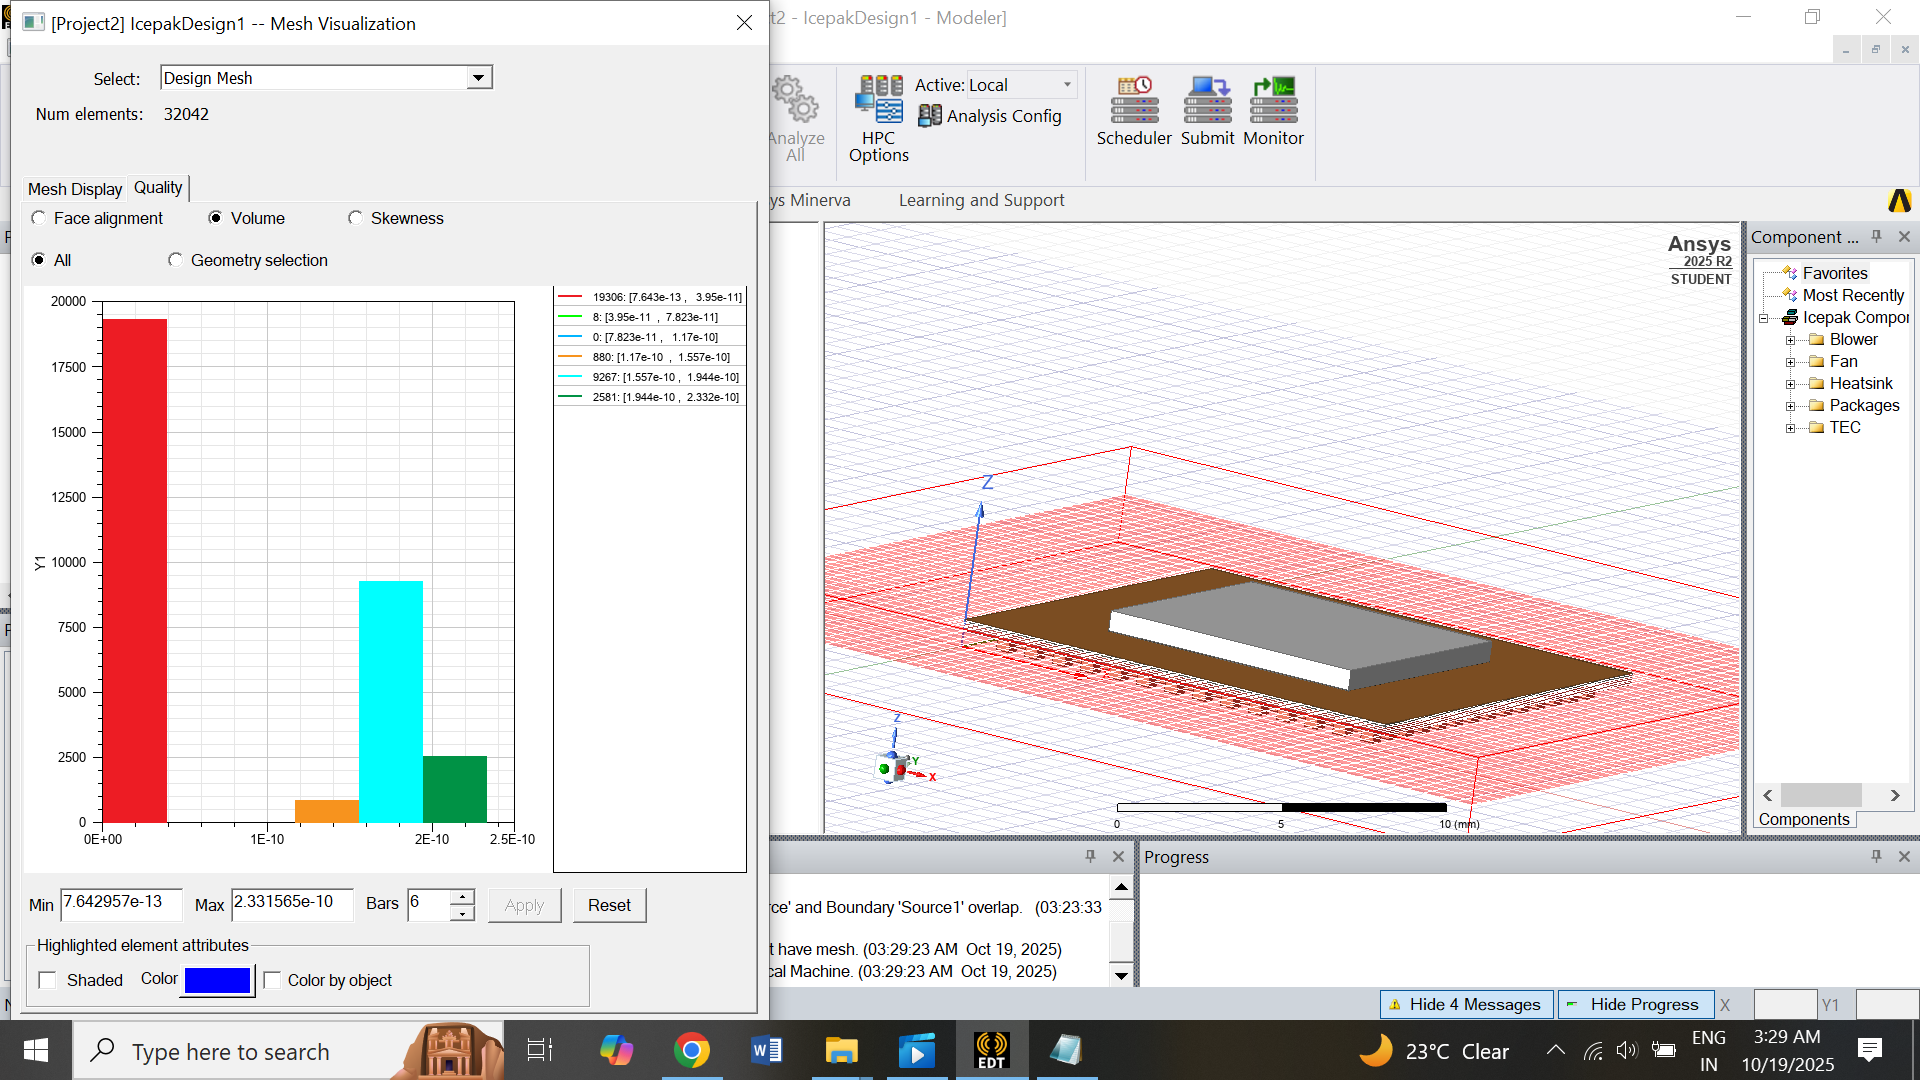 [Project2] IcepakDesign1 -- Mesh Visualization
t2 - IcepakDesign1 - Modeler]
Select: Design Mesh
Num elements: 32042
Analyze
All
HPC
Options
Active: Local
Analysis Config
Scheduler
Submit
Monitor
ys Minerva
Learning and Support
Mesh Display
Quality
Face alignment
Volume
Skewness
All
Geometry selection
20000
17500
15000
12500
10000
7500
5000
2500
0
Y1
0E+00
1E-10
2E-10
2.5E-10
19306: [7.643e-13 , 3.95e-11]
8: [3.95e-11 , 7.823e-11]
0: [7.823e-11 , 1.17e-10]
880: [1.17e-10 , 1.557e-10]
9267: [1.557e-10 , 1.944e-10]
2581: [1.944e-10 , 2.332e-10]
Min 7.642957e-13
Max 2.331565e-10
Bars 6
Apply
Reset
Highlighted element attributes
Shaded
Color
Color by object
Ansys
2025 R2
STUDENT
Z
Z
Y
X
0
5
10 (mm)
Component ...
Favorites
Most Recently
Icepak Compor
Blower
Fan
Heatsink
Packages
TEC
Components
rce' and Boundary 'Source1' overlap. (03:23:33
t have mesh. (03:29:23 AM Oct 19, 2025)
cal Machine. (03:29:23 AM Oct 19, 2025)
Progress
Hide 4 Messages
Hide Progress
X
Y1
Type here to search
EDT
23°C Clear
ENG
IN
3:29 AM
10/19/2025